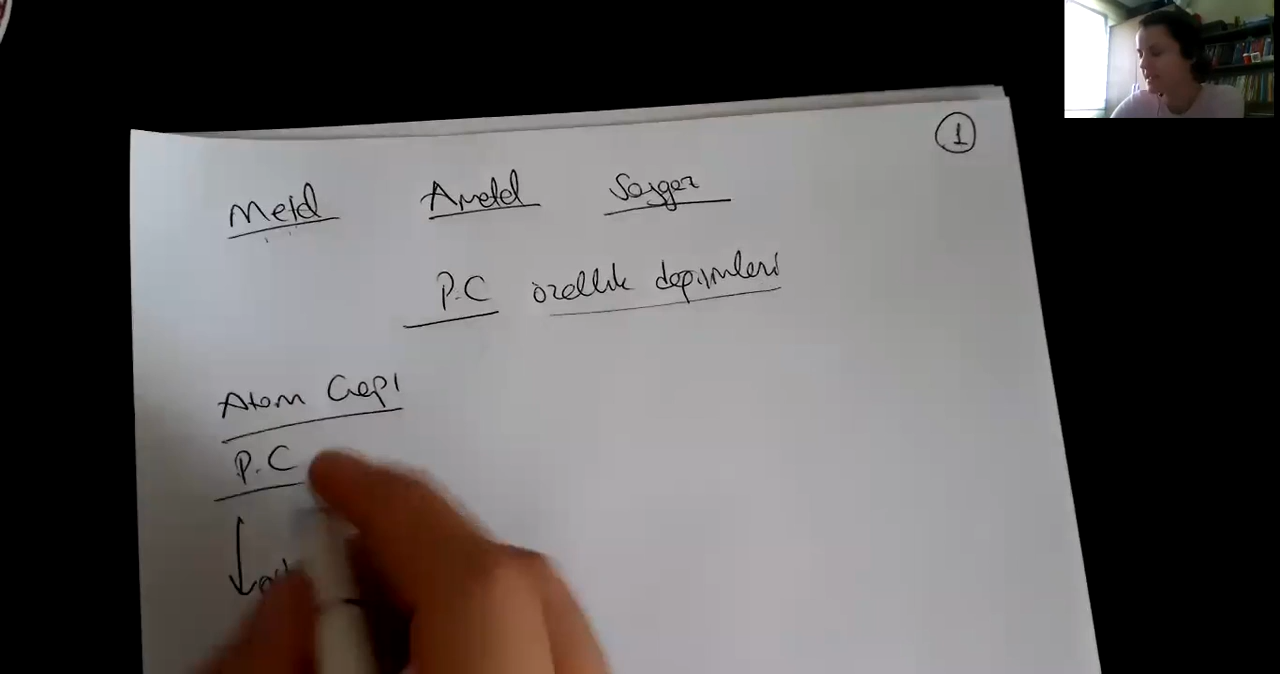 Metal Ametal Soygaz
1
P.C özellik değişimleri
Atom Çapı
P.C